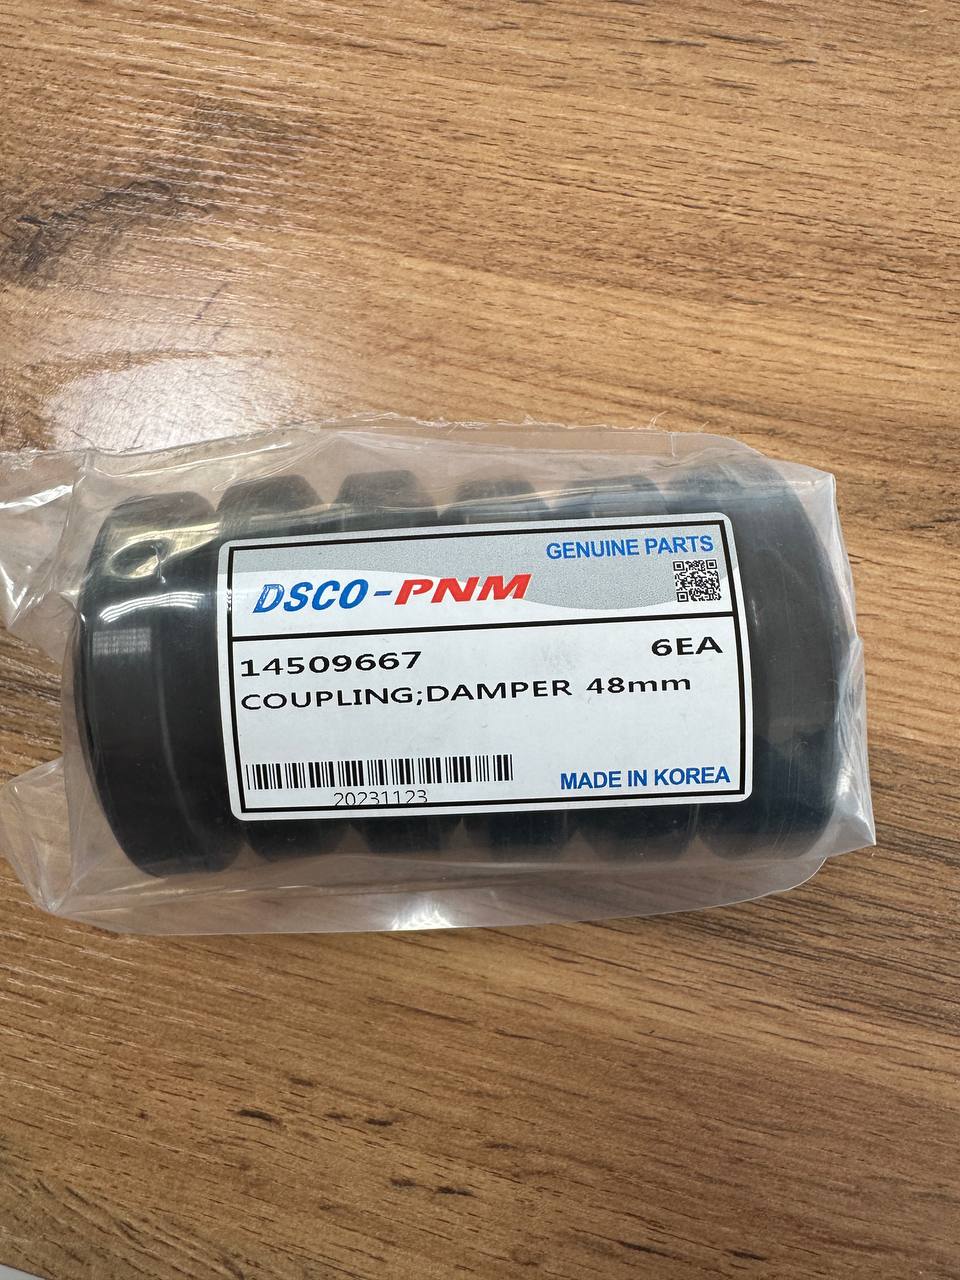 GENUINE PARTS
DSCO-PNM
14509667 6EA
COUPLING;DAMPER 48mm
MADE IN KOREA
20231123